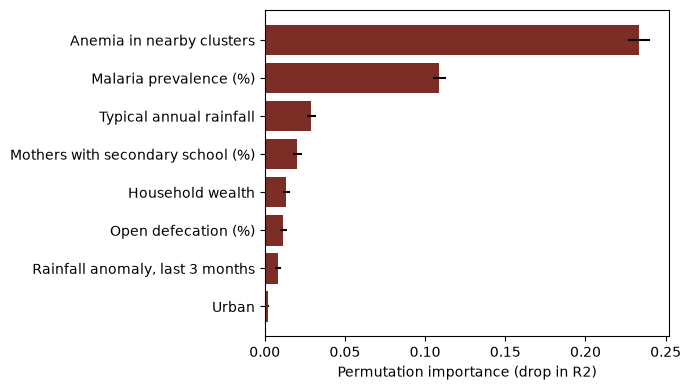 Anemia in nearby clusters
Malaria prevalence (%)
Typical annual rainfall
Mothers with secondary school (%)
Household wealth
Open defecation (%)
Rainfall anomaly, last 3 months
Urban
0.00 0.05 0.10 0.15 0.20 0.25
Permutation importance (drop in R2)